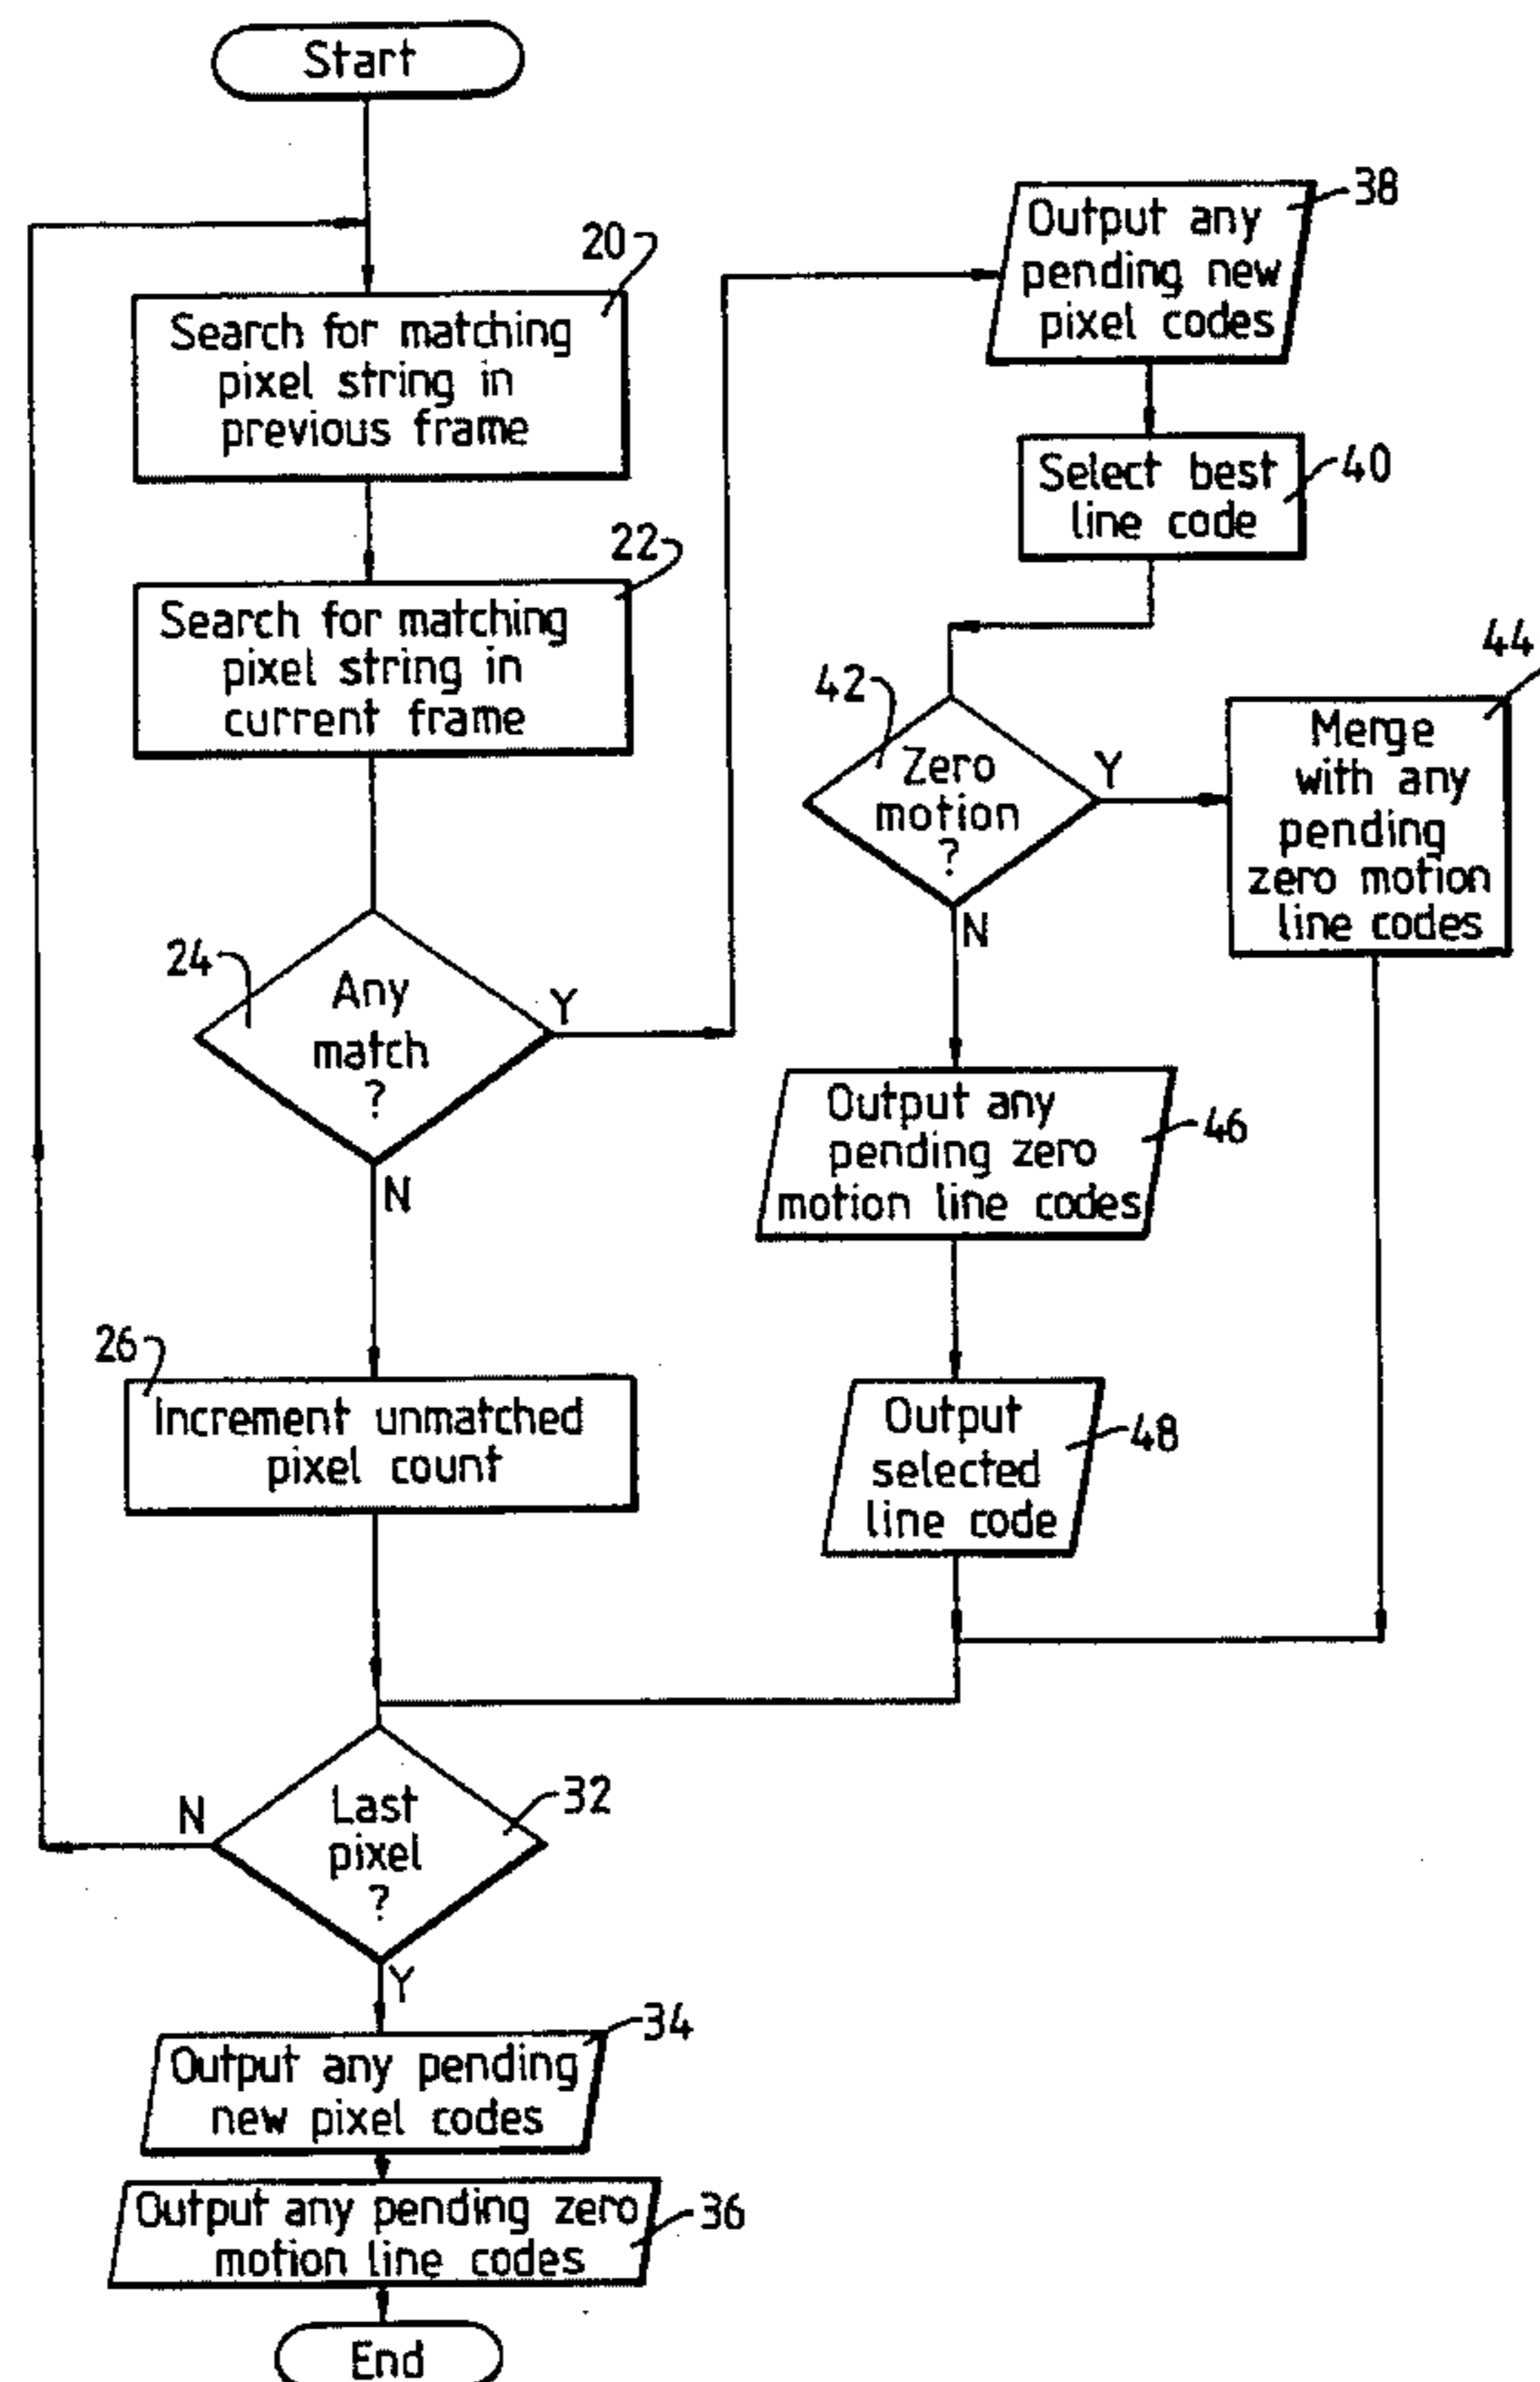 Start
20
Search for matching
pixel string in
previous frame
22
Search for matching
pixel string in
current frame
24
Any
match
?
Y
N
26
Increment unmatched
pixel count
Last
pixel
?
32
N
Y
34
Output any pending
new pixel codes
36
Output any pending zero
motion line codes
End
38
Output any
pending new
pixel codes
40
Select best
line code
42
Zero
motion
?
Y
N
44
Merge
with any
pending
zero motion
line codes
46
Output any
pending zero
motion line codes
48
Output
selected
line code